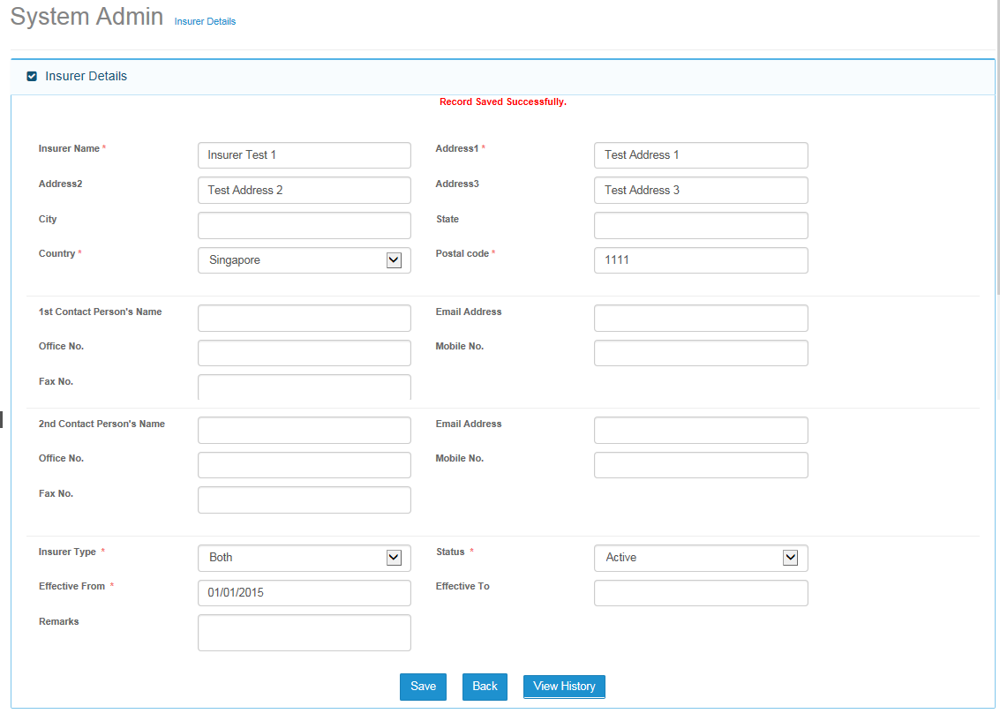 System Admin Insurer Details
Insurer Details
Record Saved Successfully.
Insurer Name * Insurer Test 1 Address1 * Test Address 1
Address2 Test Address 2 Address3 Test Address 3
City State
Country * Singapore Postal code * 1111
1st Contact Person's Name Email Address
Office No. Mobile No.
Fax No.
2nd Contact Person's Name Email Address
Office No. Mobile No.
Fax No.
Insurer Type * Both Status * Active
Effective From * 01/01/2015 Effective To
Remarks
Save Back View History